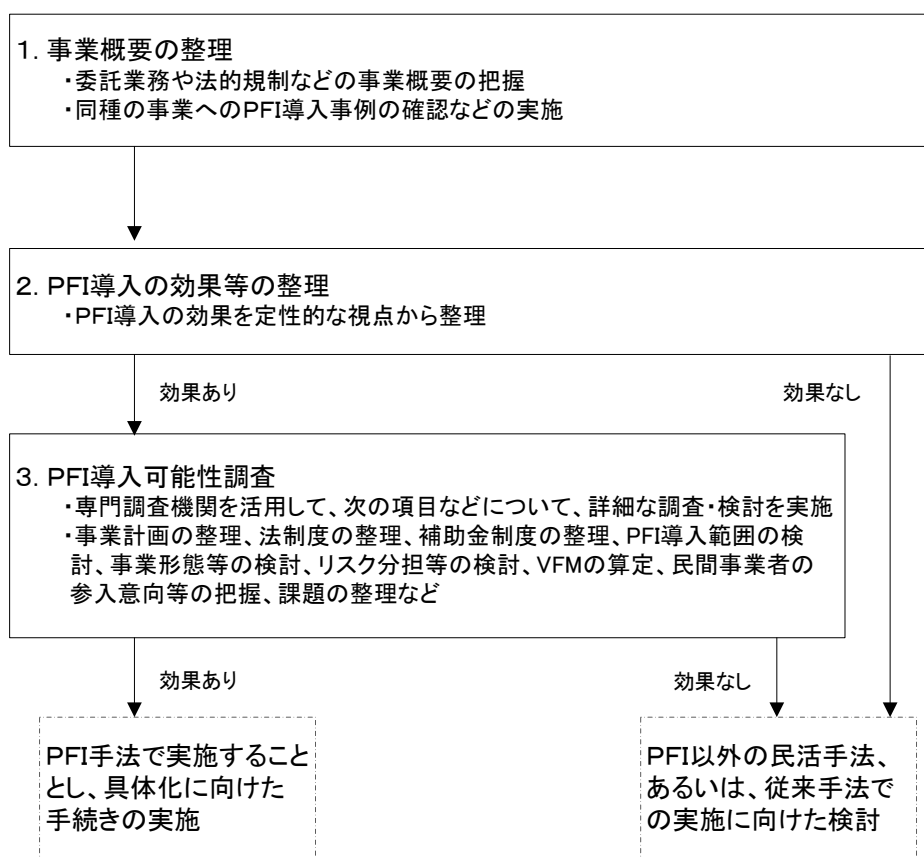 1. 事業概要の整理
・委託業務や法的規制などの事業概要の把握
・同種の事業へのPFI導入事例の確認などの実施
2. PFI導入の効果等の整理
・PFI導入の効果を定性的な視点から整理
効果あり
効果なし
3. PFI導入可能性調査
・専門調査機関を活用して、次の項目などについて、詳細な調査・検討を実施
・事業計画の整理、法制度の整理、補助金制度の整理、PFI導入範囲の検
討、事業形態等の検討、リスク分担等の検討、VFMの算定、民間事業者の
参入意向等の把握、課題の整理など
効果あり
効果なし
PFI手法で実施することと
し、具体化に向けた
手続きの実施
PFI以外の民活手法、
あるいは、従来手法で
の実施に向けた検討